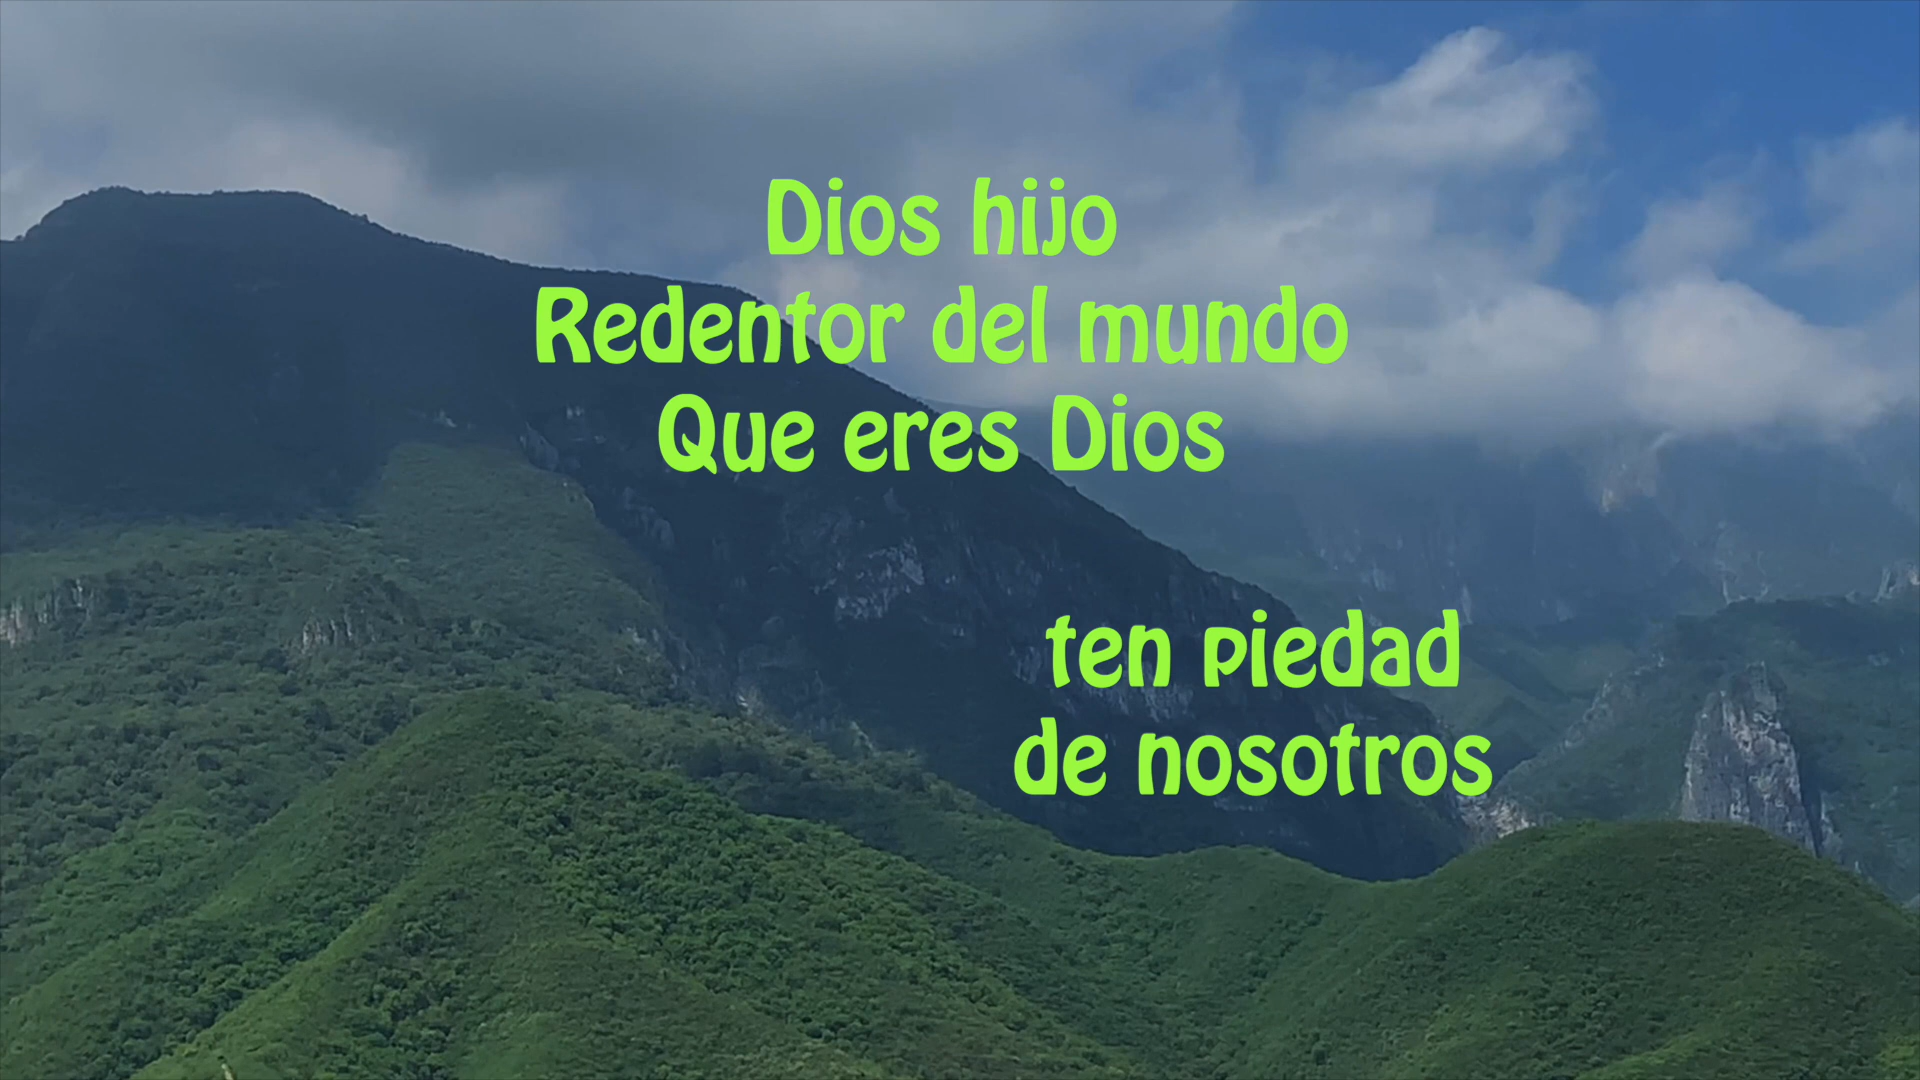 Dios hijo
Redentor del mundo
Que eres Dios
ten piedad
de nosotros